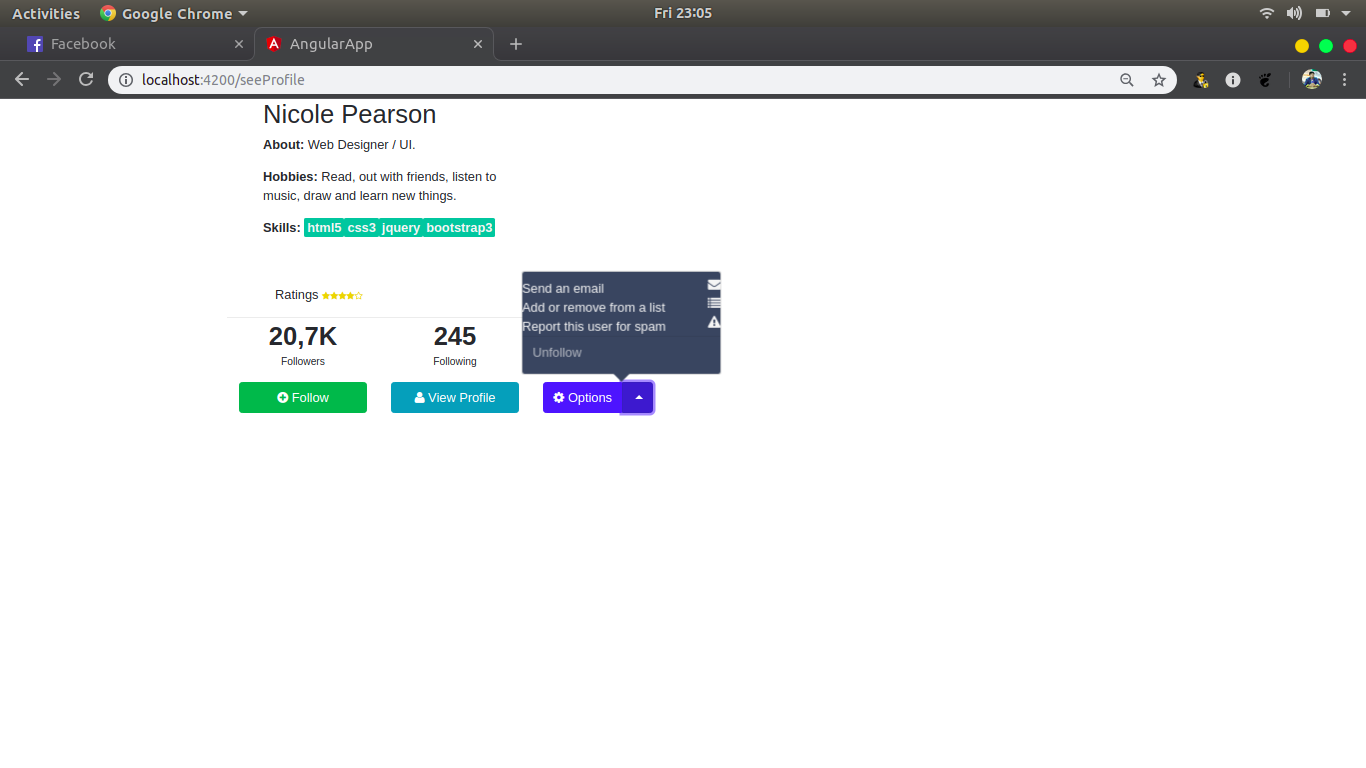 Activities Google Chrome Fri 23:05
Facebook AngularApp
localhost:4200/seeProfile
Nicole Pearson
About: Web Designer / UI.
Hobbies: Read, out with friends, listen to
music, draw and learn new things.
Skills: html5 css3 jquery bootstrap3
Ratings
20,7K
Followers
245
Following
Send an email
Add or remove from a list
Report this user for spam
Unfollow
Follow View Profile Options